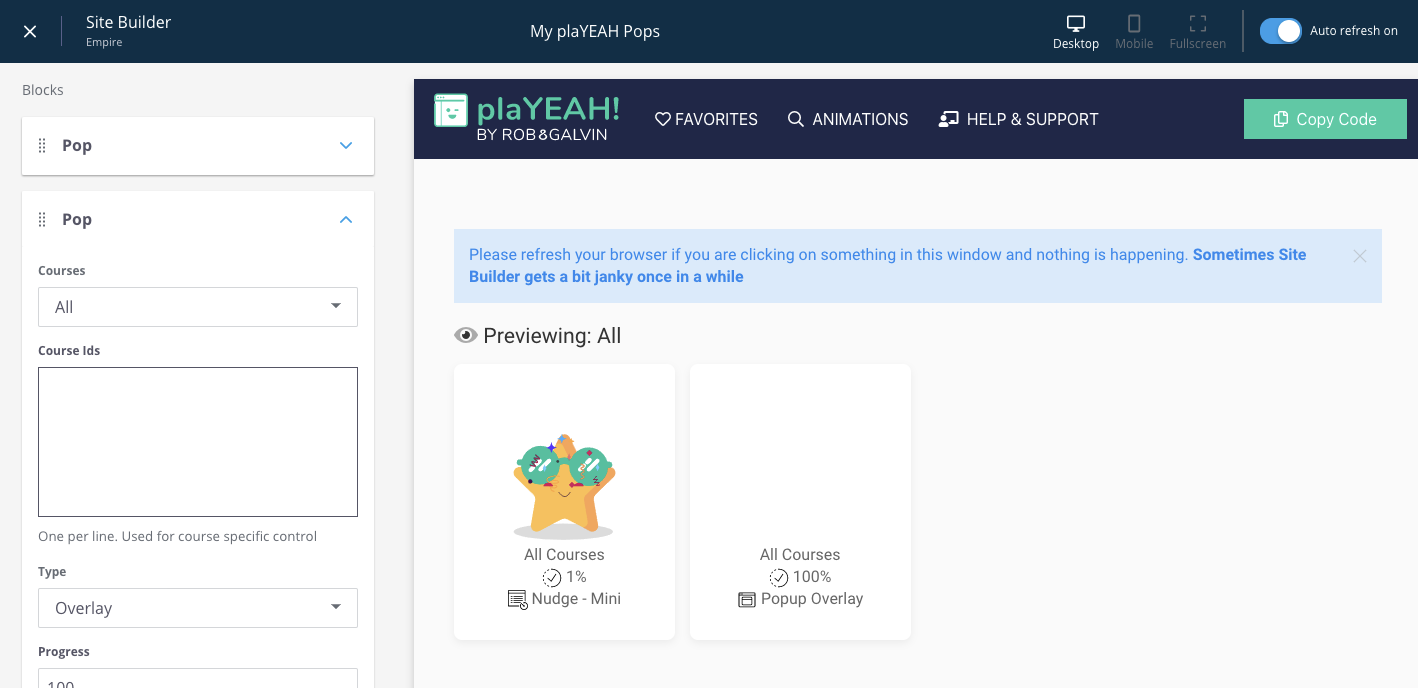 Site Builder
Empire
My plaYEAH Pops
Desktop
Mobile
Fullscreen
Auto refresh on
Blocks
Pop
Pop
Courses
All
Course Ids
One per line. Used for course specific control
Type
Overlay
Progress
100
plaYEAH!
BY ROB&GALVIN
FAVORITES
ANIMATIONS
HELP & SUPPORT
Copy Code
Please refresh your browser if you are clicking on something in this window and nothing is happening. Sometimes Site
Builder gets a bit janky once in a while
Previewing: All
All Courses
1%
Nudge - Mini
All Courses
100%
Popup Overlay